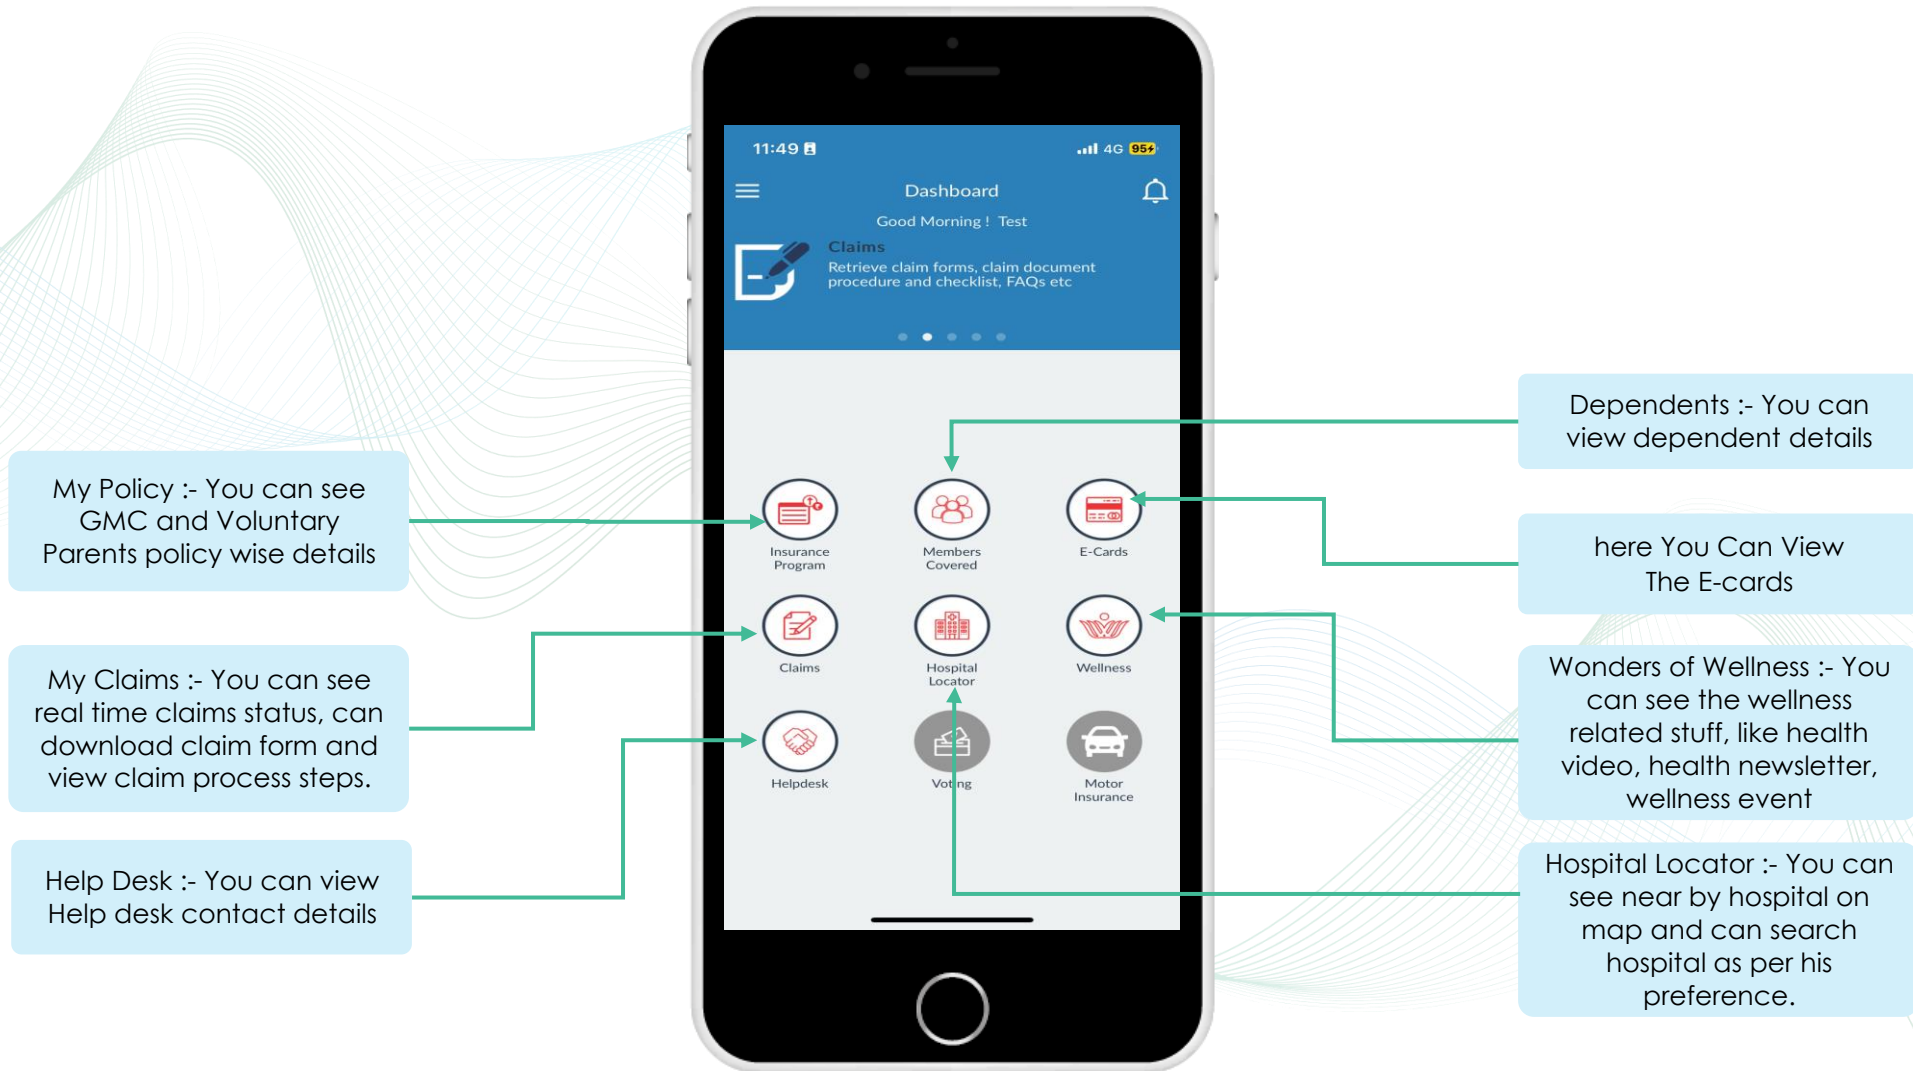 11:49
4G 95
Dashboard
Good Morning ! Test
Claims
Retrieve claim forms, claim document
procedure and checklist, FAQs etc
Insurance
Program
Members
Covered
E-Cards
Claims
Hospital
Locator
Wellness
Helpdesk
Voting
Motor
Insurance
My Policy :- You can see
GMC and Voluntary
Parents policy wise details
My Claims :- You can see
real time claims status, can
download claim form and
view claim process steps.
Help Desk :- You can view
Help desk contact details
Dependents :- You can
view dependent details
here You Can View
The E-cards
Wonders of Wellness :- You
can see the wellness
related stuff, like health
video, health newsletter,
wellness event
Hospital Locator :- You can
see near by hospital on
map and can search
hospital as per his
preference.